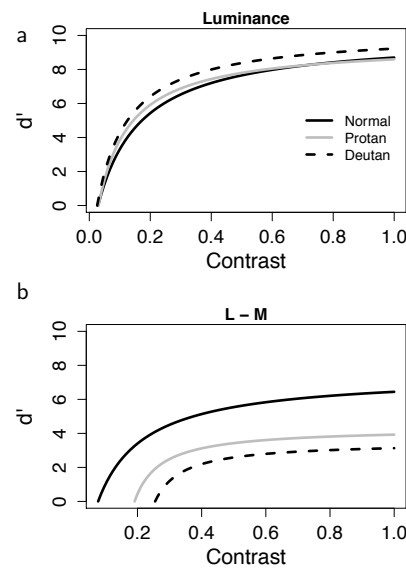 a
Luminance
10
8
6
4
2
0
d'
Normal
Protan
Deutan
0.0 0.2 0.4 0.6 0.8 1.0
Contrast
b
L − M
10
8
6
4
2
0
d'
0.2 0.4 0.6 0.8 1.0
Contrast